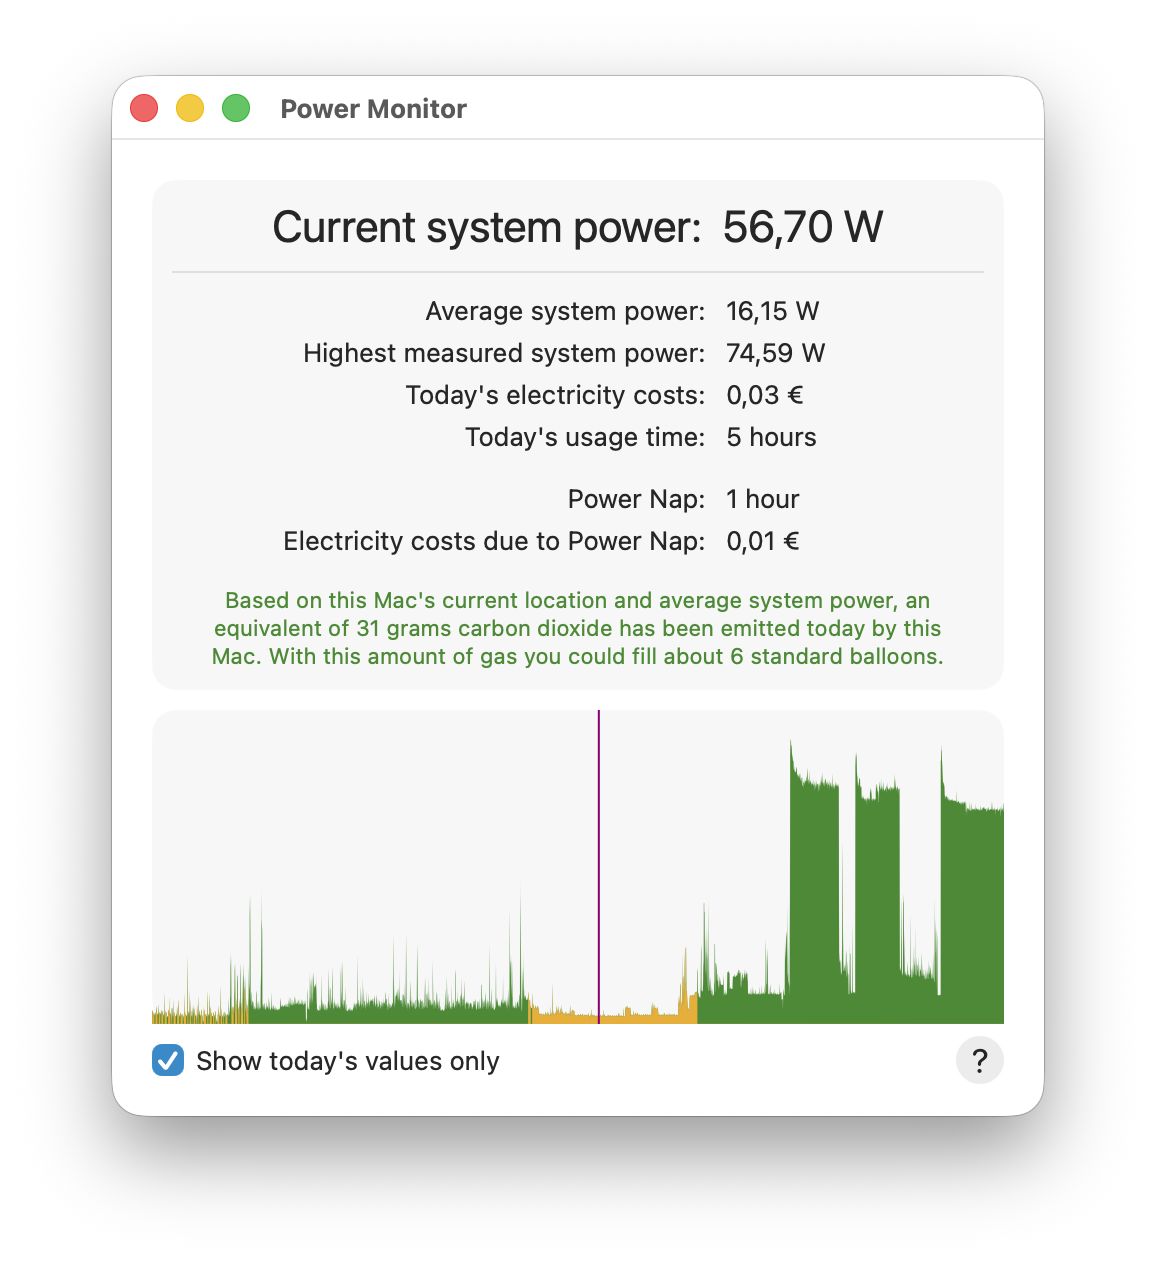 Power Monitor
Current system power: 56,70 W
Average system power: 16,15 W
Highest measured system power: 74,59 W
Today's electricity costs: 0,03 €
Today's usage time: 5 hours
Power Nap: 1 hour
Electricity costs due to Power Nap: 0,01 €
Based on this Mac's current location and average system power, an
equivalent of 31 grams carbon dioxide has been emitted today by this
Mac. With this amount of gas you could fill about 6 standard balloons.
Show today's values only
?